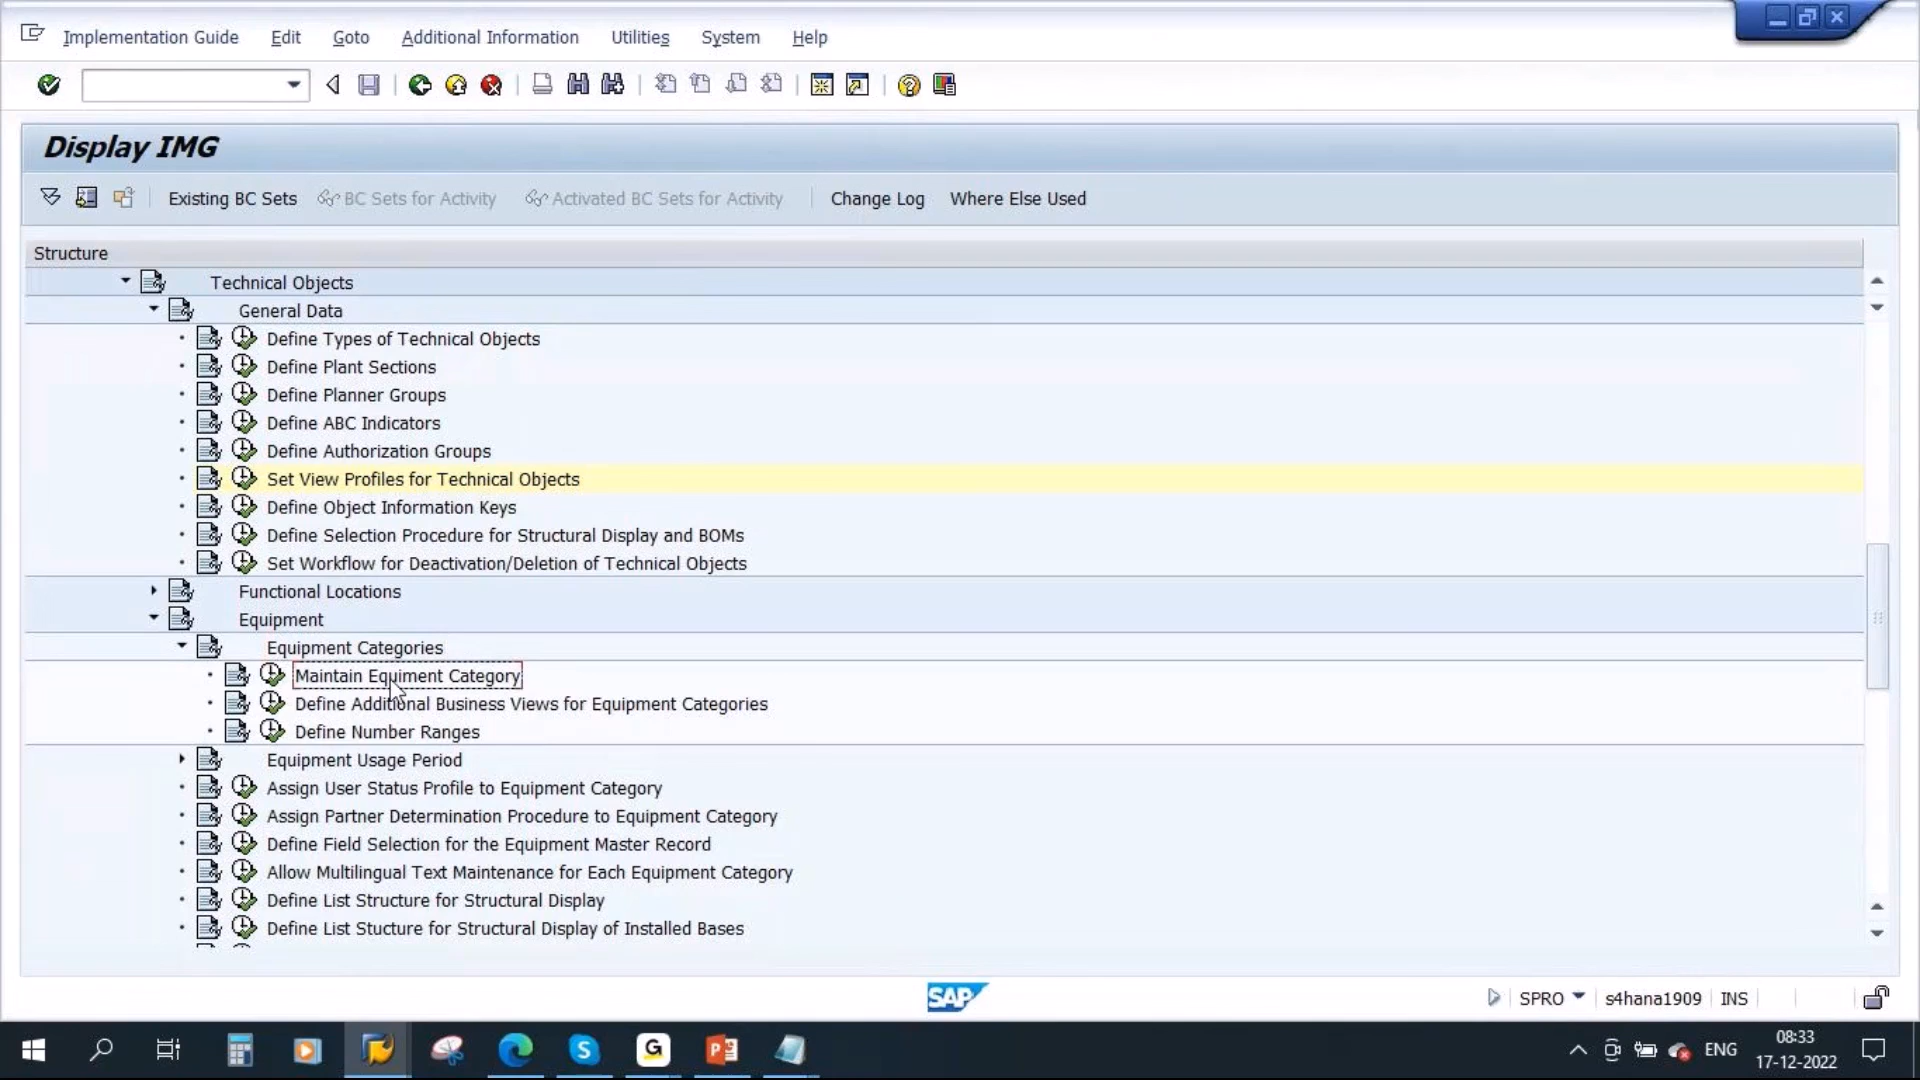 Implementation Guide Edit Goto Additional Information Utilities System Help
Display IMG
Existing BC Sets BC Sets for Activity Activated BC Sets for Activity Change Log Where Else Used
Structure
Technical Objects
General Data
Define Types of Technical Objects
Define Plant Sections
Define Planner Groups
Define ABC Indicators
Define Authorization Groups
Set View Profiles for Technical Objects
Define Object Information Keys
Define Selection Procedure for Structural Display and BOMs
Set Workflow for Deactivation/Deletion of Technical Objects
Functional Locations
Equipment
Equipment Categories
Maintain Equiment Category
Define Additional Business Views for Equipment Categories
Define Number Ranges
Equipment Usage Period
Assign User Status Profile to Equipment Category
Assign Partner Determination Procedure to Equipment Category
Define Field Selection for the Equipment Master Record
Allow Multilingual Text Maintenance for Each Equipment Category
Define List Structure for Structural Display
Define List Stucture for Structural Display of Installed Bases
SAP SPRO s4hana1909 INS
ENG 08:33
17-12-2022